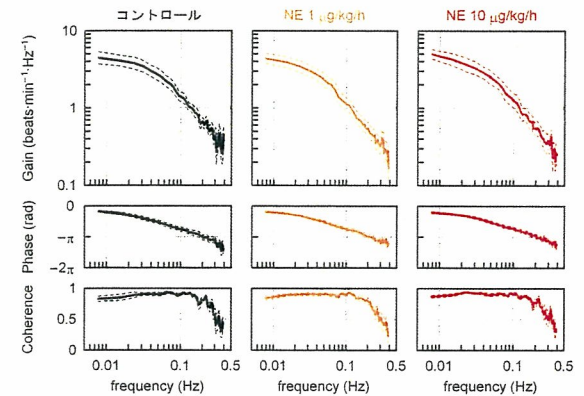 コントロール
NE 1 μg/kg/h
NE 10 μg/kg/h
Gain (beats·min⁻¹·Hz⁻¹)
10
1
0.1
Phase (rad)
0
−π
−2π
Coherence
1
0.5
0
0.01 0.1 0.5
0.01 0.1 0.5
0.01 0.1 0.5
frequency (Hz)
frequency (Hz)
frequency (Hz)